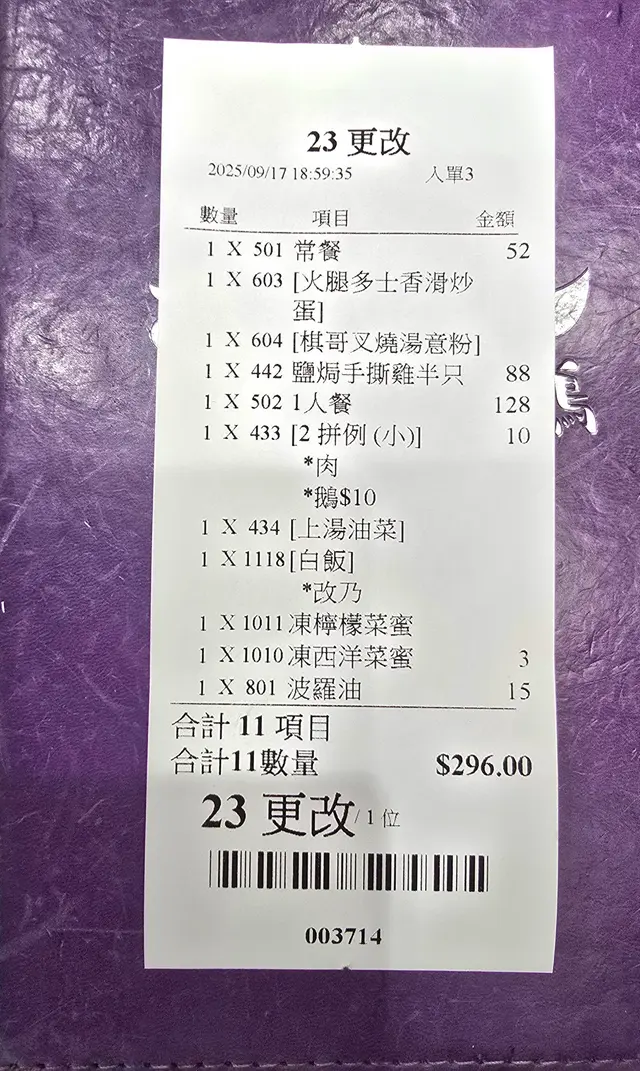 23 更改
2025/09/17 18:59:35 入單3
數量 項目 金額
1 X 501 常餐 52
1 X 603 [火腿多士香滑炒
蛋]
1 X 604 [棋哥叉燒湯意粉]
1 X 442 鹽焗手撕雞半只 88
1 X 502 1人餐 128
1 X 433 [2 拼例 (小)] 10
*肉
*鵝$10
1 X 434 [上湯油菜]
1 X 1118 [白飯]
*改乃
1 X 1011 凍檸檬菜蜜
1 X 1010 凍西洋菜蜜 3
1 X 801 波羅油 15
合計 11 項目
合計11數量 $296.00
23 更改 / 1 位
003714